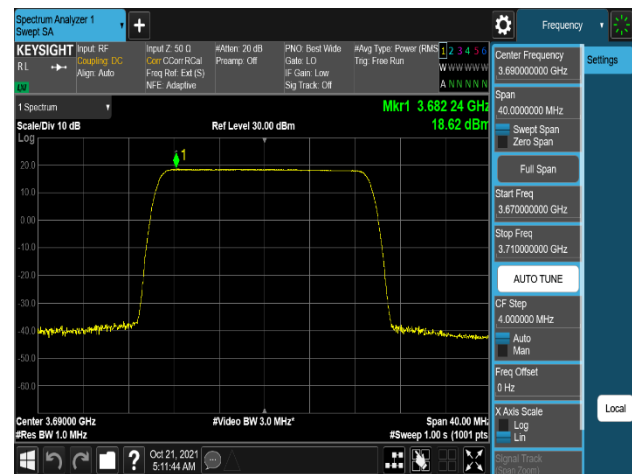 Spectrum Analyzer 1
Swept SA
Frequency
KEYSIGHT
RL
LXI
Input: RF
Coupling: DC
Align: Auto
Input Z: 50 Ω
Corr CCorr RCal
Freq Ref: Ext (S)
NFE: Adaptive
#Atten: 20 dB
Preamp: Off
PNO: Best Wide
Gate: LO
IF Gain: Low
Sig Track: Off
#Avg Type: Power (RMS
Trig: Free Run
1 2 3 4 5 6
W W W W W W
A N N N N N
1 Spectrum
Mkr1 3.682 24 GHz
Scale/Div 10 dB
Ref Level 30.00 dBm
18.62 dBm
Log
1
20.0
10.0
0.00
-10.0
-20.0
-30.0
-40.0
-50.0
-60.0
Center 3.69000 GHz
#Video BW 3.0 MHz*
Span 40.00 MHz
#Res BW 1.0 MHz
#Sweep 1.00 s (1001 pts
Center Frequency
3.690000000 GHz
Settings
Span
40.0000000 MHz
Swept Span
Zero Span
Full Span
Start Freq
3.670000000 GHz
Stop Freq
3.710000000 GHz
AUTO TUNE
CF Step
4.000000 MHz
Auto
Man
Freq Offset
0 Hz
X Axis Scale
Log
Lin
Local
Signal Track
(Span Zoom)
?
Oct 21, 2021
5:11:44 AM